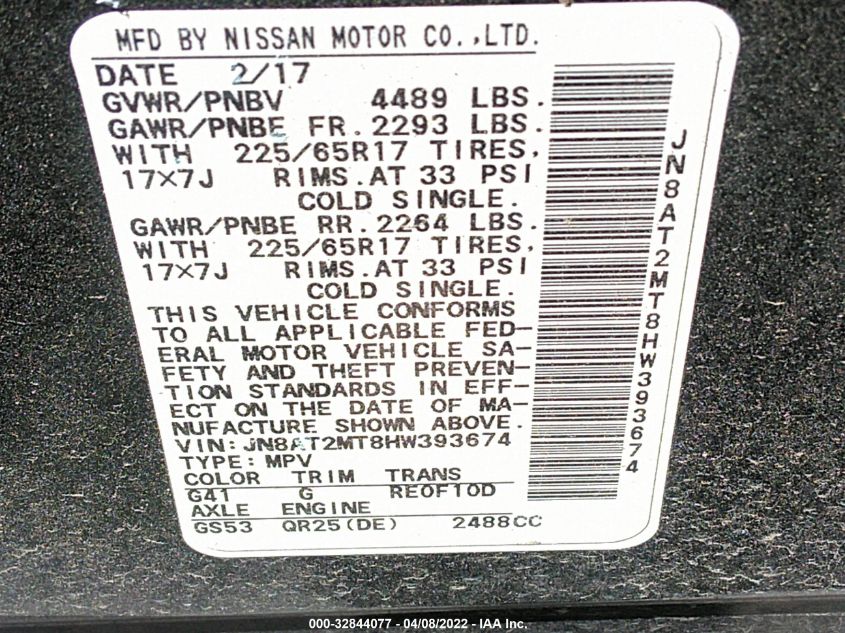 MFD BY NISSAN MOTOR CO.,LTD.
DATE 2/17
GVWR/PNBV 4489 LBS.
GAWR/PNBE FR.2293 LBS.
WITH 225/65R17 TIRES,
17×7J RIMS.AT 33 PSI
COLD SINGLE.
GAWR/PNBE RR.2264 LBS.
WITH 225/65R17 TIRES,
17×7J RIMS.AT 33 PSI
COLD SINGLE.
THIS VEHICLE CONFORMS
TO ALL APPLICABLE FED–
ERAL MOTOR VEHICLE SA–
FETY AND THEFT PREVEN–
TION STANDARDS IN EFF–
ECT ON THE DATE OF MA–
NUFACTURE SHOWN ABOVE.
VIN:JN8AT2MT8HW393674
TYPE:MPV
COLOR TRIM TRANS
G41 G RE0F10D
AXLE ENGINE
GS53 QR25(DE) 2488CC
JN8AT2MT8HW393674
000-32844077 - 04/08/2022 - IAA Inc.